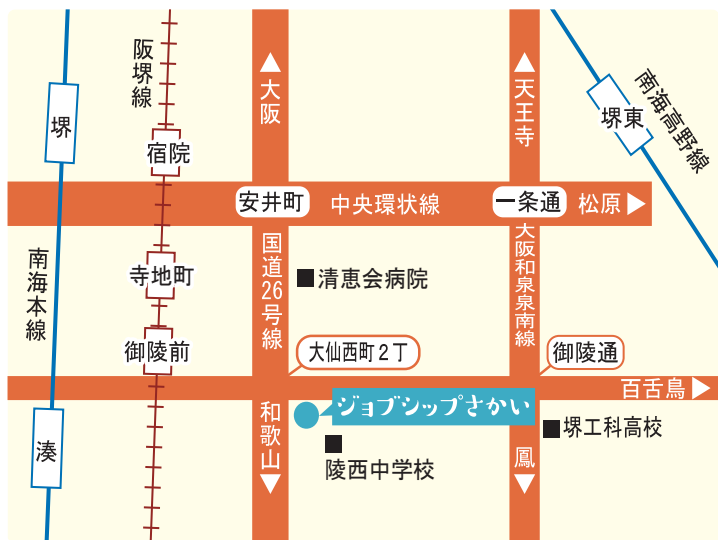 阪堺線
大阪
天王寺
南海高野線
堺東
堺
宿院
安井町
中央環状線
一条通
松原
南海本線
寺地町
国道26号線
清恵会病院
大阪和泉泉南線
御陵前
大仙西町2丁
御陵通
百舌鳥
ジョブシップさかい
和歌山
堺工科高校
湊
陵西中学校
鳳